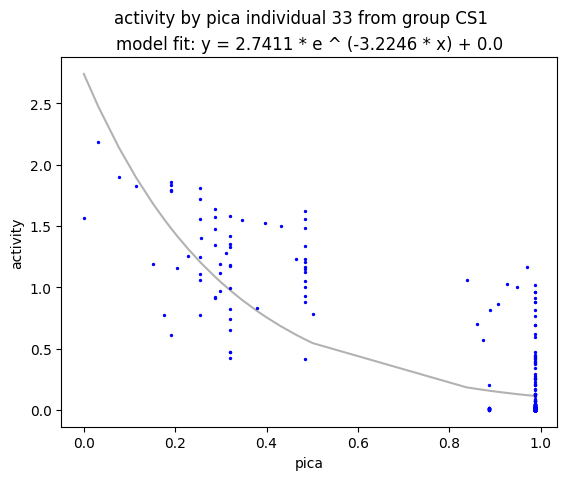 activity by pica individual 33 from group CS1
model fit: y = 2.7411 * e ^ (-3.2246 * x) + 0.0
2.5
2.0
1.5
1.0
0.5
0.0
activity
0.0 0.2 0.4 0.6 0.8 1.0
pica